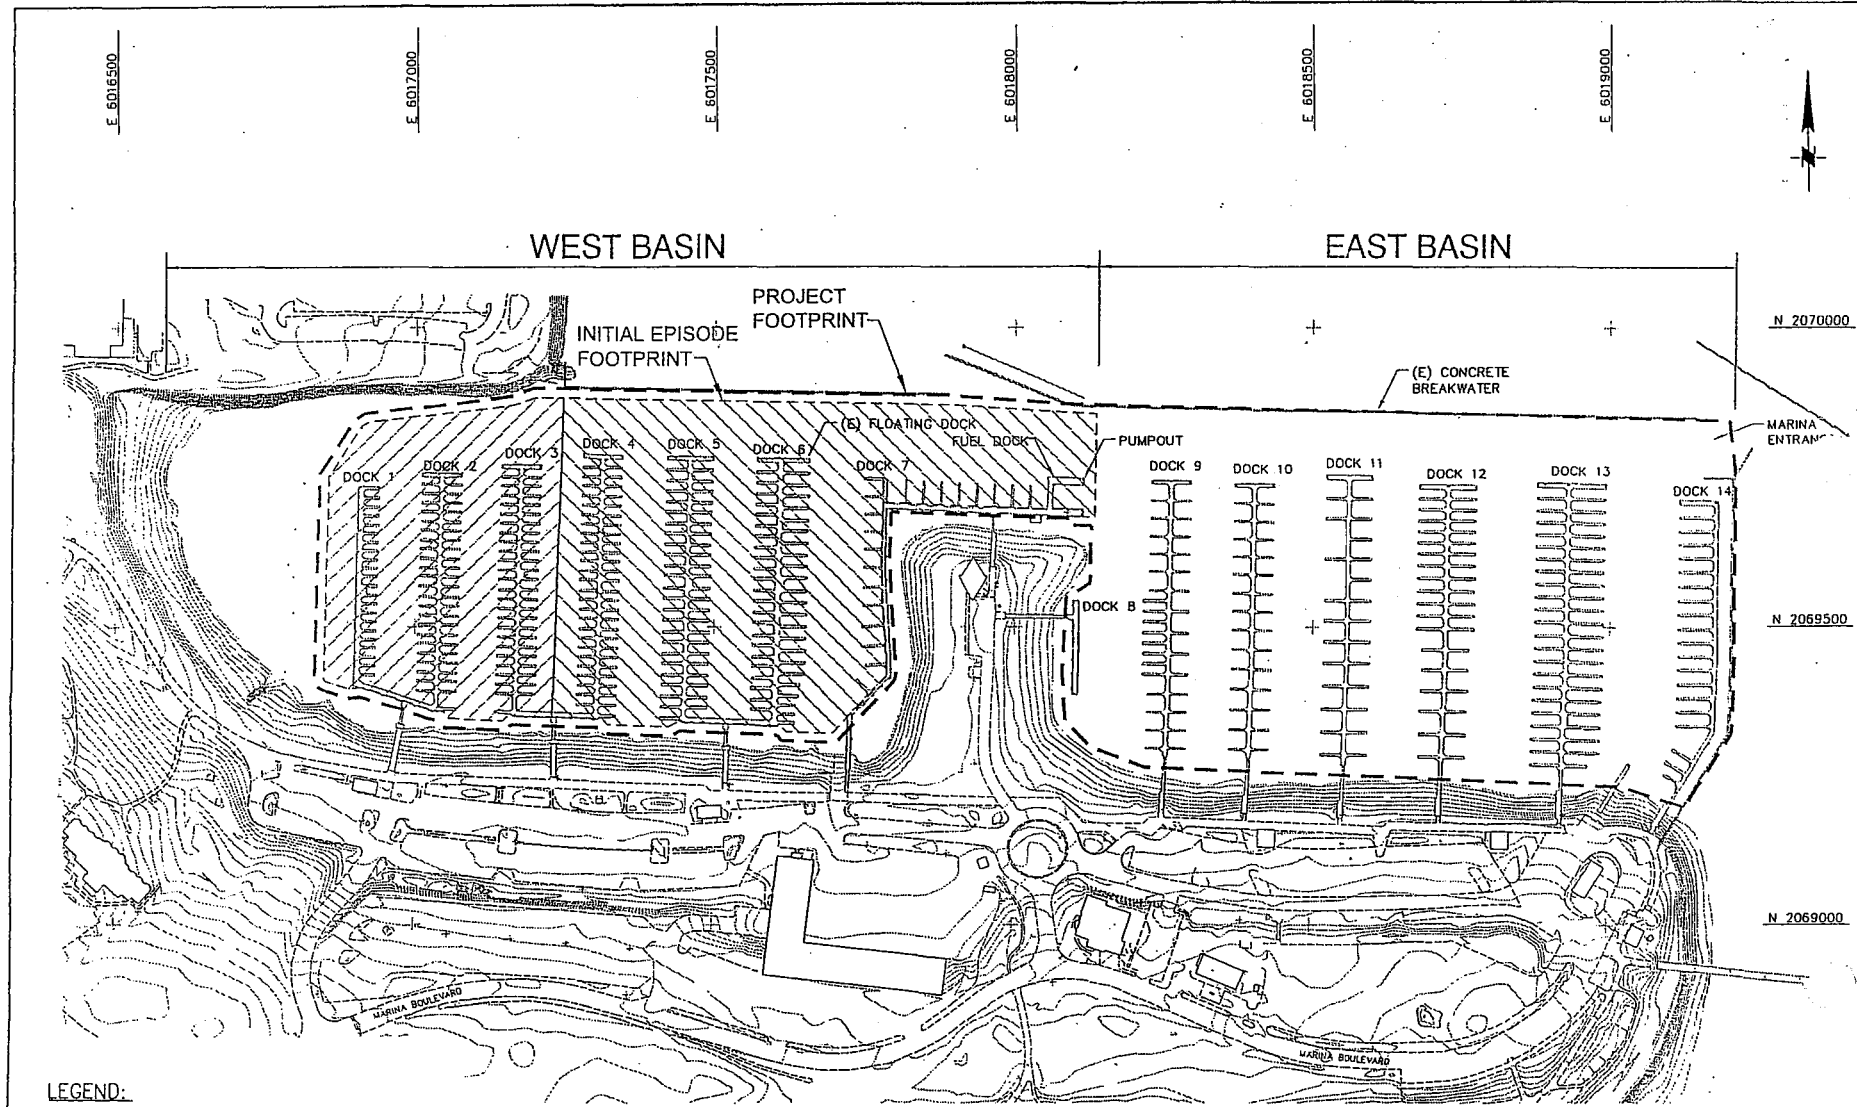 E 6016500
E 6017000
E 6017500
E 6018000
E 6018500
E 6019000
N
WEST BASIN
EAST BASIN
PROJECT
FOOTPRINT
INITIAL EPISODE
FOOTPRINT
N 2070000
(E) CONCRETE
BREAKWATER
MARINA
(E) FLOATING DOCK
FUEL DOCK
PUMPOUT
DOCK 1
DOCK 2
DOCK 3
DOCK 4
DOCK 5
DOCK 6
DOCK 7
DOCK 9
DOCK 10
DOCK 11
DOCK 12
DOCK 13
DOCK 14
DOCK 8
N 2069500
N 2069000
MARINA BOULEVARD
MARINA BOULEVARD
LEGEND: